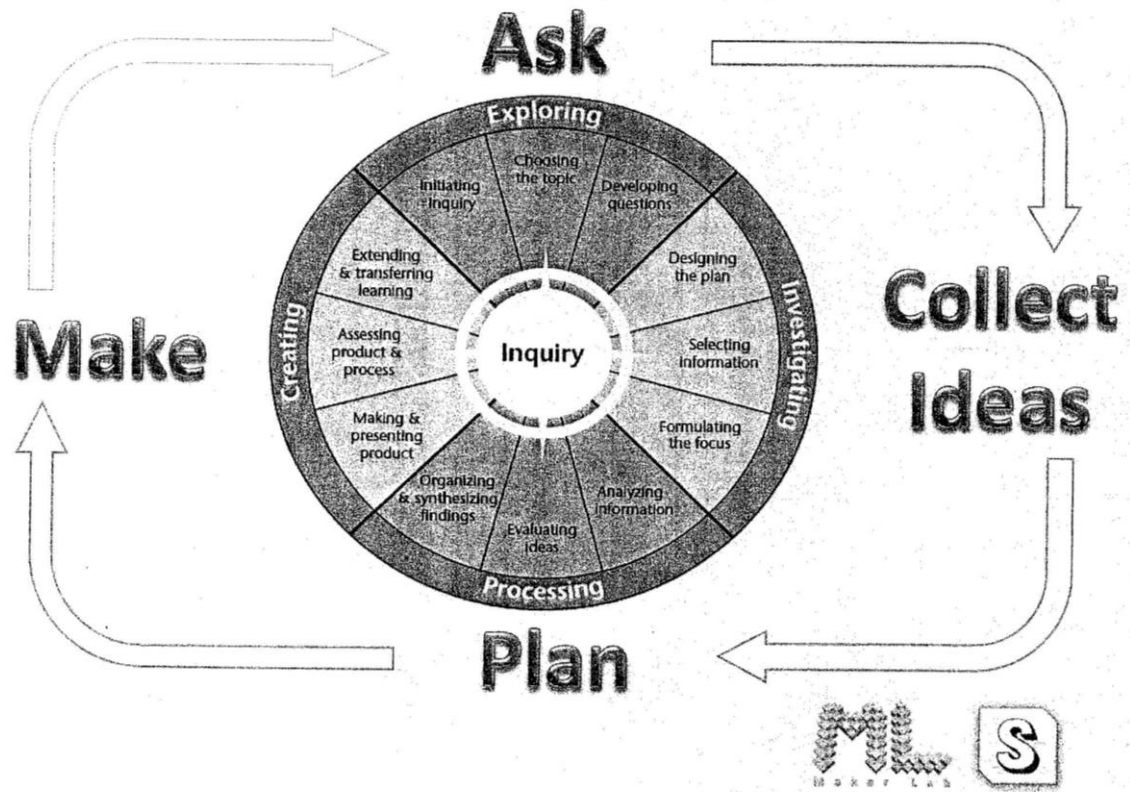 Ask
Exploring
Initiating
inquiry
Choosing
the topic
Developing
questions
Investigating
Designing
the plan
Selecting
information
Formulating
the focus
Processing
Analyzing
information
Evaluating
ideas
Organizing
& synthesizing
findings
Creating
Making &
presenting
product
Assessing
product &
process
Extending
& transferring
learning
Inquiry
Collect
Ideas
Plan
Make
ML
Maker Lab
S